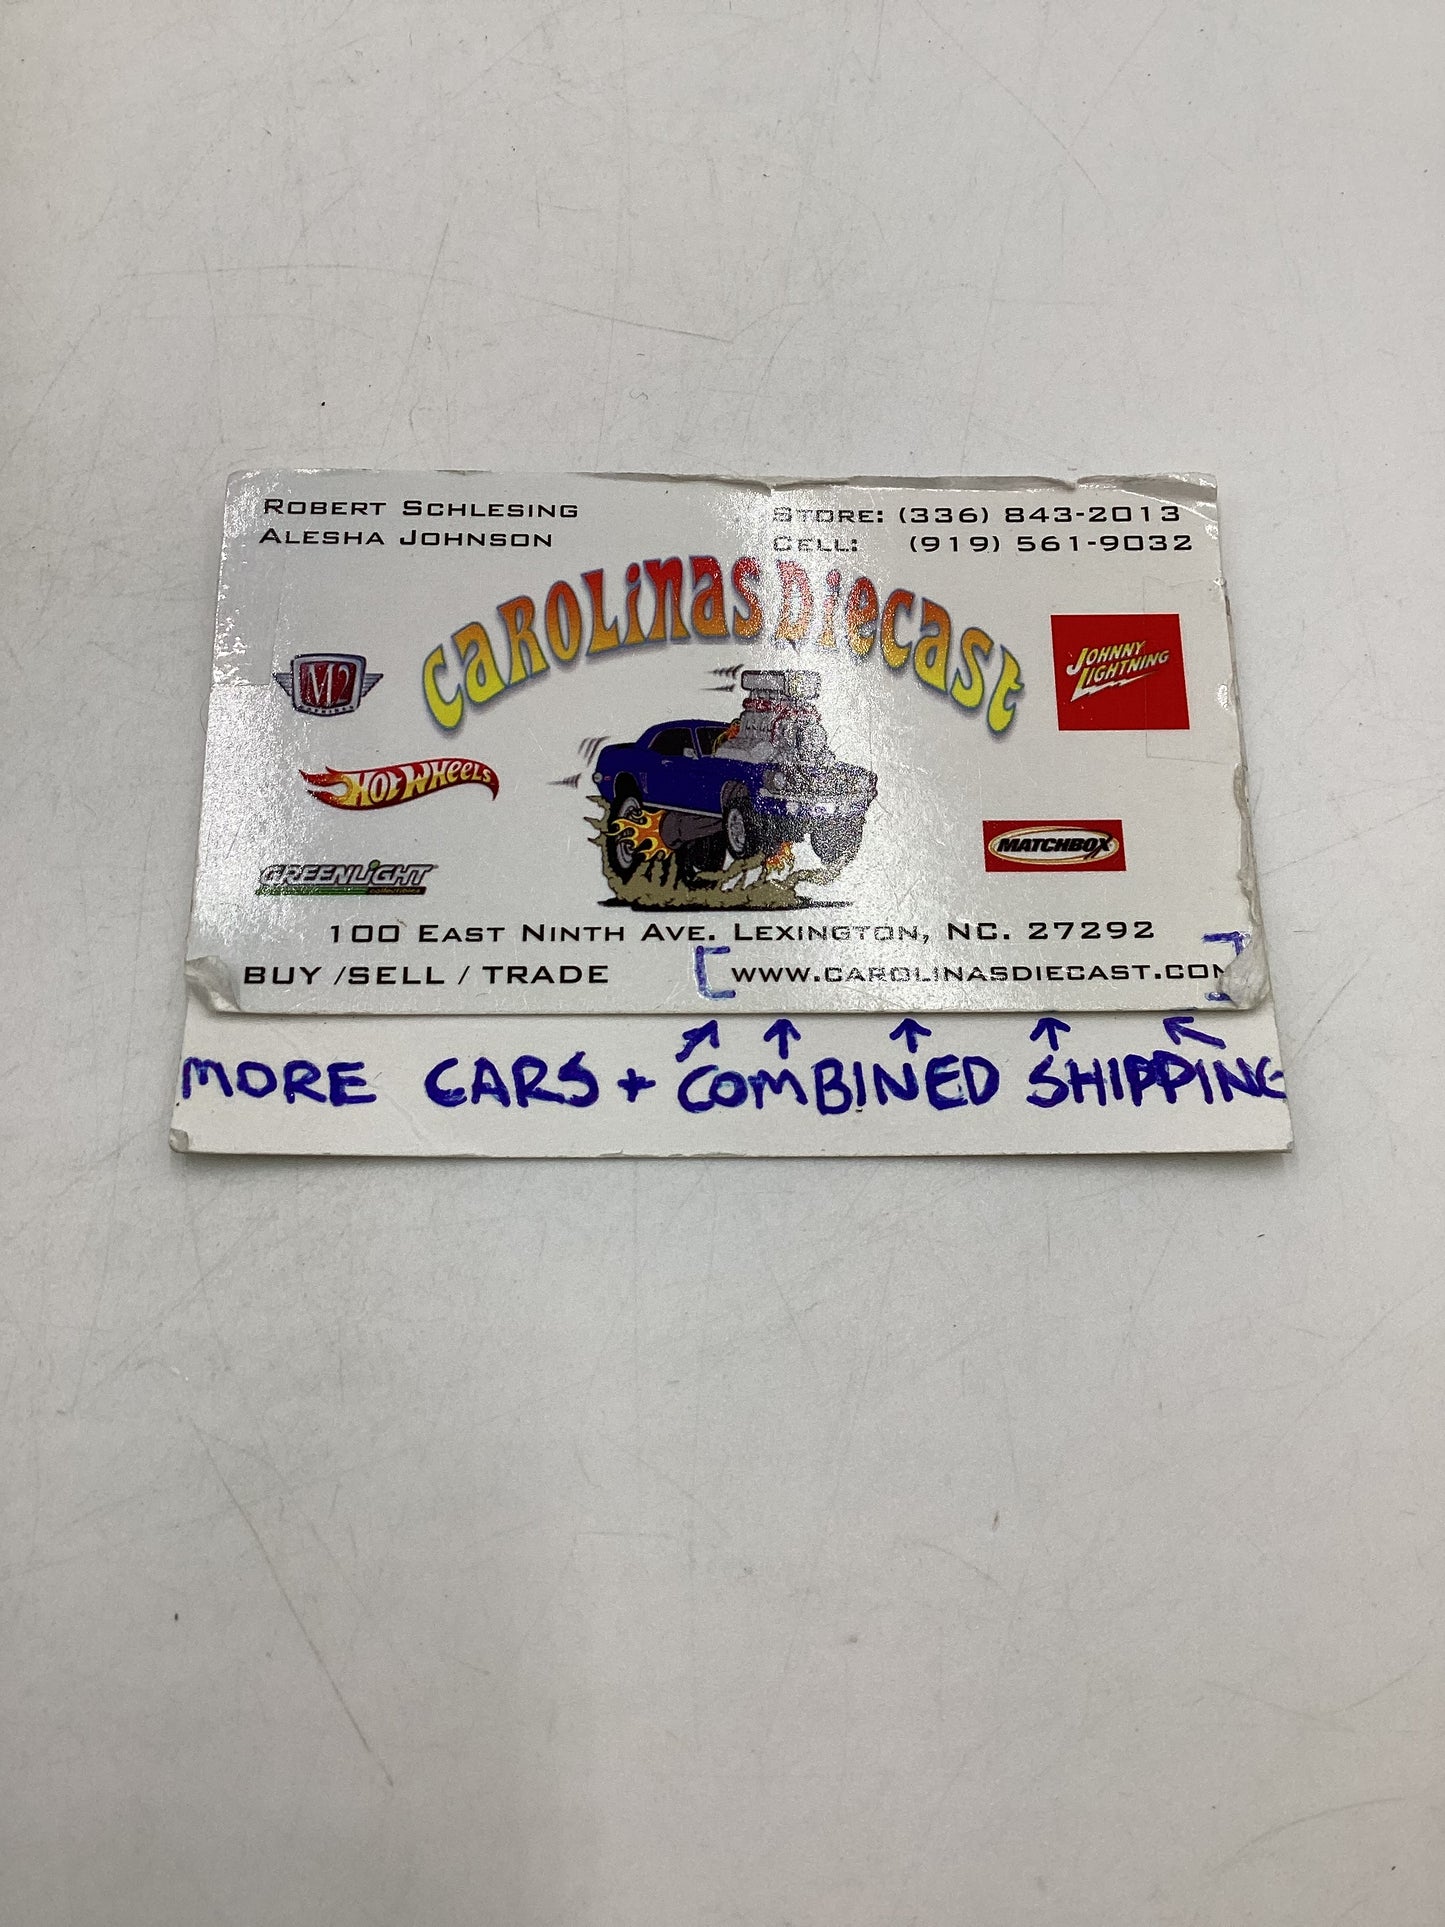 ROBERT SCHLESING
ALESHA JOHNSON
STORE: (336) 843-2013
CELL: (919) 561-9032
CAROLINAS DIECAST
M2
MACHINES
JOHNNY
LIGHTNING
HOT WHEELS
MATCHBOX
GREENLIGHT
collectibles
100 EAST NINTH AVE. LEXINGTON, NC. 27292
BUY /SELL / TRADE [WWW.CAROLINASDIECAST.COM]
MORE CARS + COMBINED SHIPPING